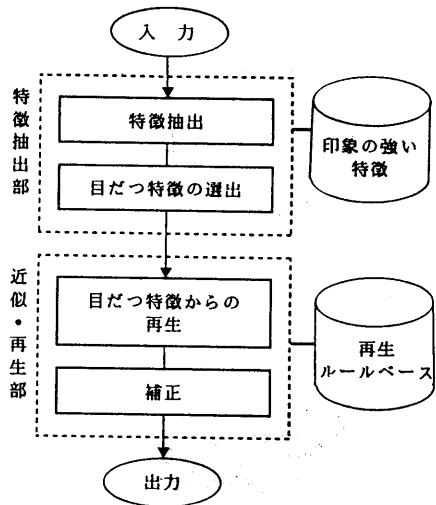 入 力
特徴抽出部
特徴抽出
目だつ特徴の選出
印象の強い
特徴
近似・再生部
目だつ特徴からの
再生
補正
再生
ルールベース
出力